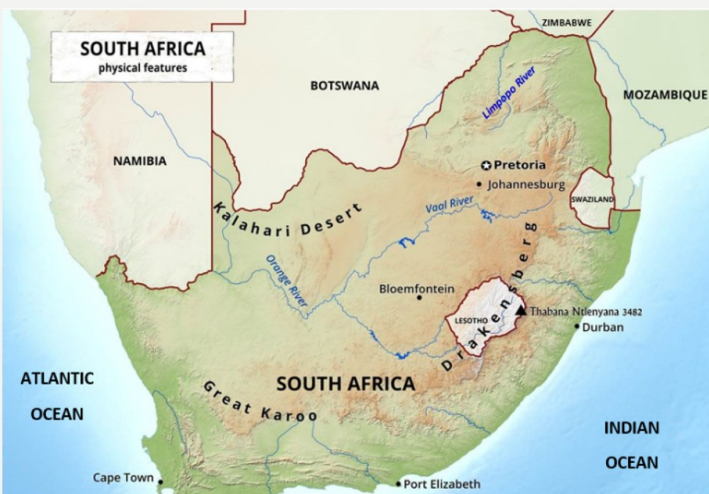 SOUTH AFRICA
physical features
ZIMBABWE
BOTSWANA
Limpopo River
MOZAMBIQUE
NAMIBIA
Pretoria
Johannesburg
SWAZILAND
Kalahari Desert
Vaal River
Orange River
Drakensberg
Bloemfontein
LESOTHO
Thabana Ntlenyana 3482
Durban
SOUTH AFRICA
Great Karoo
ATLANTIC
OCEAN
INDIAN
OCEAN
Cape Town
Port Elizabeth